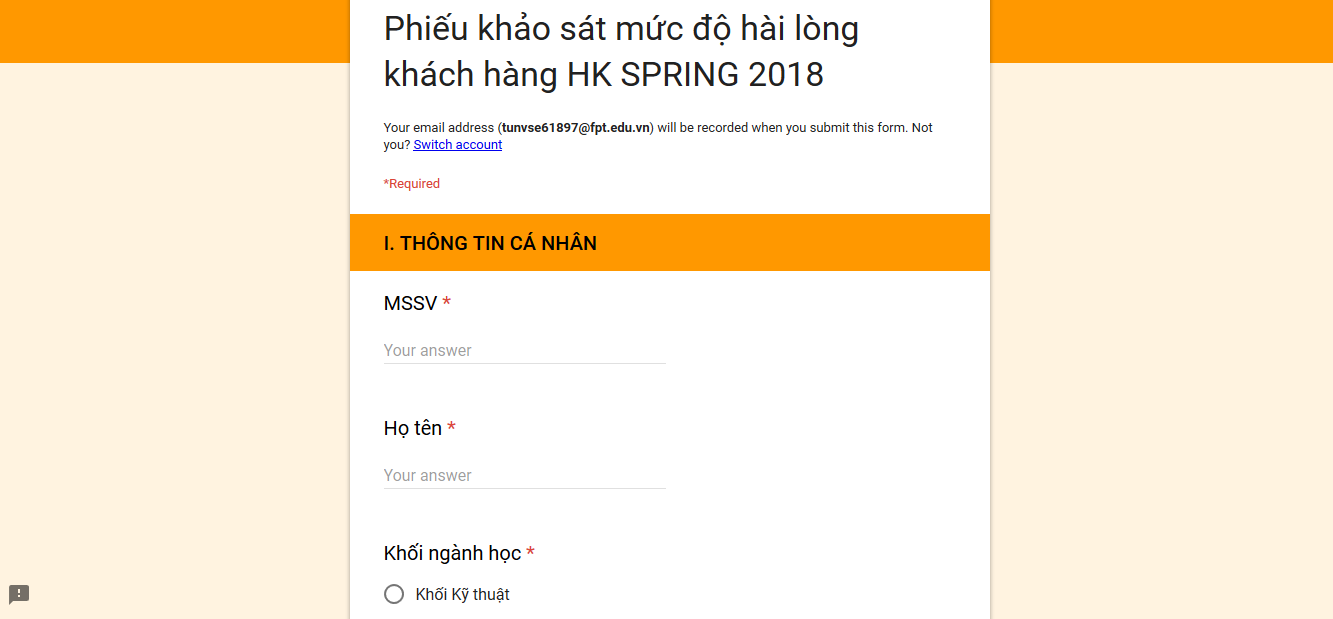 Phiếu khảo sát mức độ hài lòng
khách hàng HK SPRING 2018
Your email address (tunvse61897@fpt.edu.vn) will be recorded when you submit this form. Not
you? Switch account
*Required
I. THÔNG TIN CÁ NHÂN
MSSV *
Your answer
Họ tên *
Your answer
Khối ngành học *
Khối Kỹ thuật